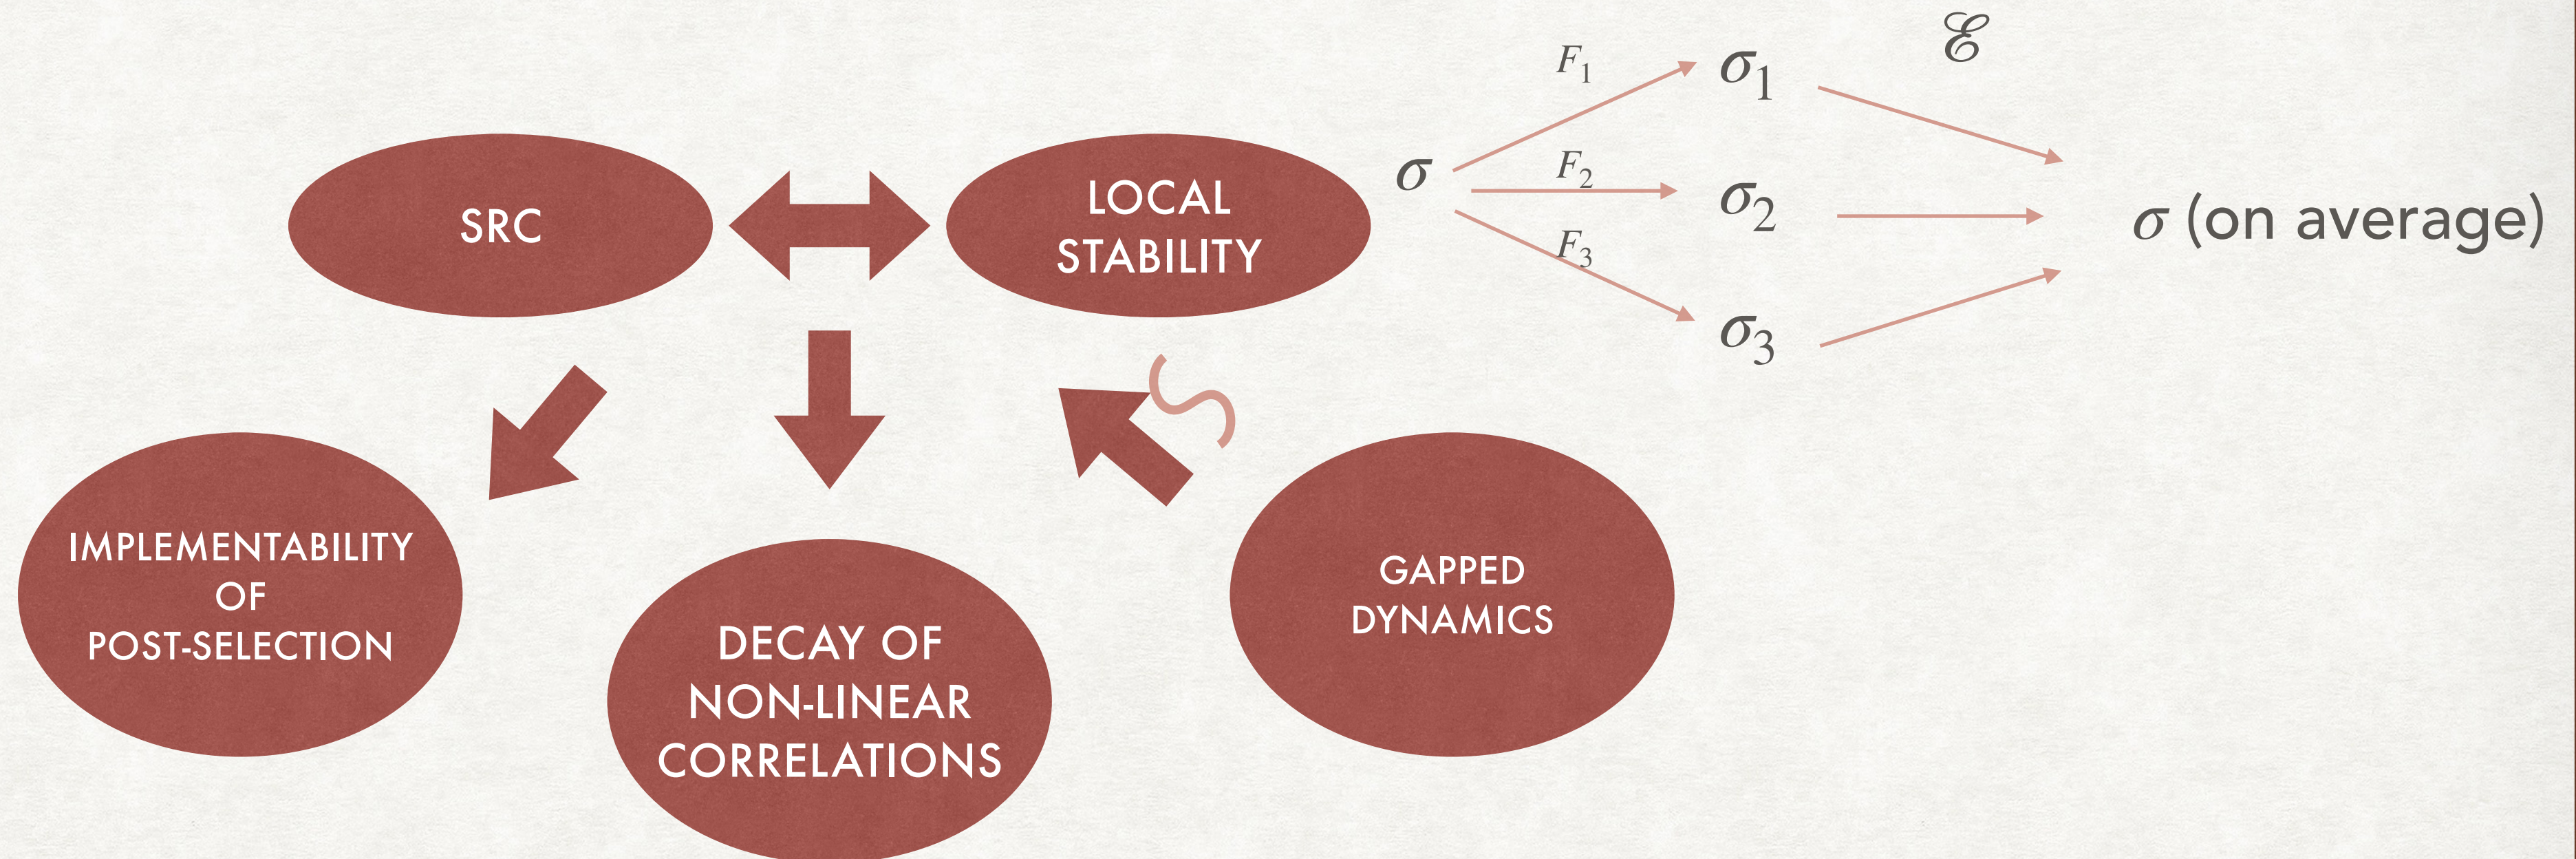 SRC
LOCAL
STABILITY
IMPLEMENTABILITY
OF
POST-SELECTION
DECAY OF
NON-LINEAR
CORRELATIONS
GAPPED
DYNAMICS
σ
F₁
F₂
F₃
σ₁
σ₂
σ₃
ℰ
σ (on average)